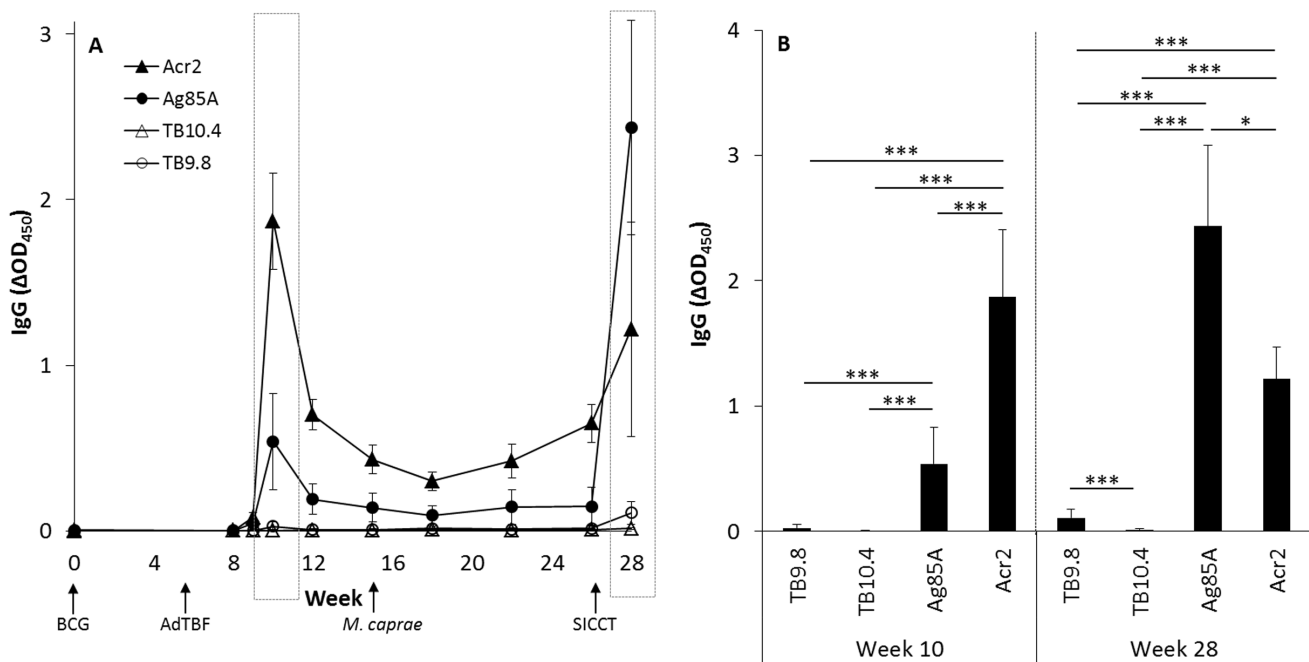 A
Acr2
Ag85A
TB10.4
TB9.8
IgG (ΔOD450)
3
2
1
0
0 4 8 12 16 20 24 28
Week
BCG AdTBF M. caprae SICCT
B
IgG (ΔOD450)
4
3
2
1
0
***
***
***
*** *
***
***
***
***
***
***
TB9.8 TB10.4 Ag85A Acr2 TB9.8 TB10.4 Ag85A Acr2
Week 10 Week 28